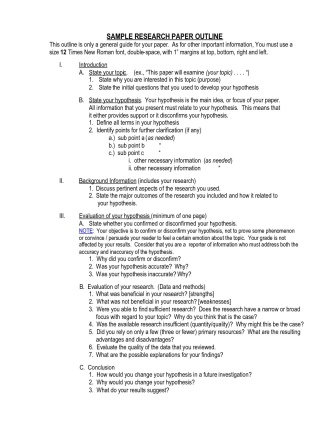 SAMPLE RESEARCH PAPER OUTLINE
This outline is only a general guide for your paper. As for other important information, You must use a
size 12 Times New Roman font, double-space, with 1" margins at top, bottom, right and left.
I. Introduction
A. State your topic. (ex., "This paper will examine (your topic) . . . . ")
1. State why you are interested in this topic (purpose)
2. State the initial questions that you used to develop your hypothesis
B. State your hypothesis. Your hypothesis is the main idea, or focus of your paper.
All information that you present must relate to your hypothesis. This means that
it either provides support or it disconfirms your hypothesis.
1. Define all terms in your hypothesis
2. Identify points for further clarification (if any)
a.) sub point a (as needed)
b.) sub point b "
c.) sub point c "
i. other necessary information (as needed)
ii. other necessary information "
II. Background Information (includes your research)
1. Discuss pertinent aspects of the research you used.
2. State the major outcomes of the research you included and how it related to
your hypothesis.
III. Evaluation of your hypothesis (minimum of one page)
A. State whether you confirmed or disconfirmed your hypothesis.
NOTE: Your objective is to confirm or disconfirm your hypothesis, not to prove some phenomenon
or convince / persuade your reader to feel a certain emotion about the topic. Your grade is not
affected by your results. Consider that you are a reporter of information who must address both the
accuracy and inaccuracy of the hypothesis.
1. Why did you confirm or disconfirm?
2. Was your hypothesis accurate? Why?
3. Was your hypothesis inaccurate? Why?
B. Evaluation of your research. (Data and methods)
1. What was beneficial in your research? [strengths]
2. What was not beneficial in your research? [weaknesses]
3. Were you able to find sufficient research? Does the research have a narrow or broad
focus with regard to your topic? Why do you think that is the case?
4. Was the available research insufficient (quantity/quality)? Why might this be the case?
5. Did you rely on only a few (three or fewer) primary resources? What are the resulting
advantages and disadvantages?
6. Evaluate the quality of the data that you reviewed.
7. What are the possible explanations for your findings?
C. Conclusion
1. How would your change your hypothesis in a future investigation?
2. Why would you change your hypothesis?
3. What do your results suggest?